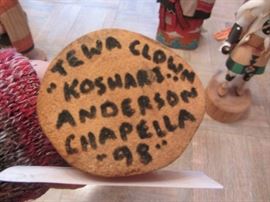 "TEWA CLOWN
"KOSHARI."
ANDERSON
CHAPELLA
"98"